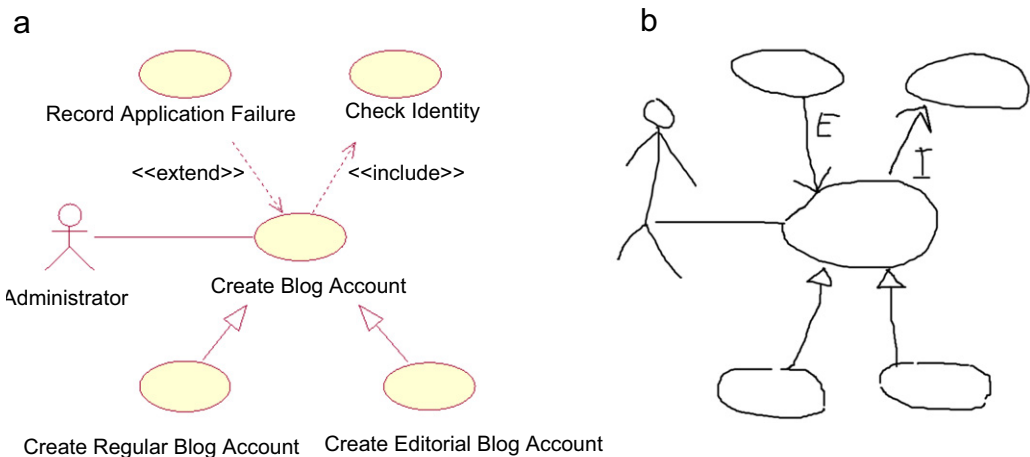 a
b
Record Application Failure
Check Identity
<<extend>>
<<include>>
E
I
Create Blog Account
Administrator
Create Regular Blog Account
Create Editorial Blog Account